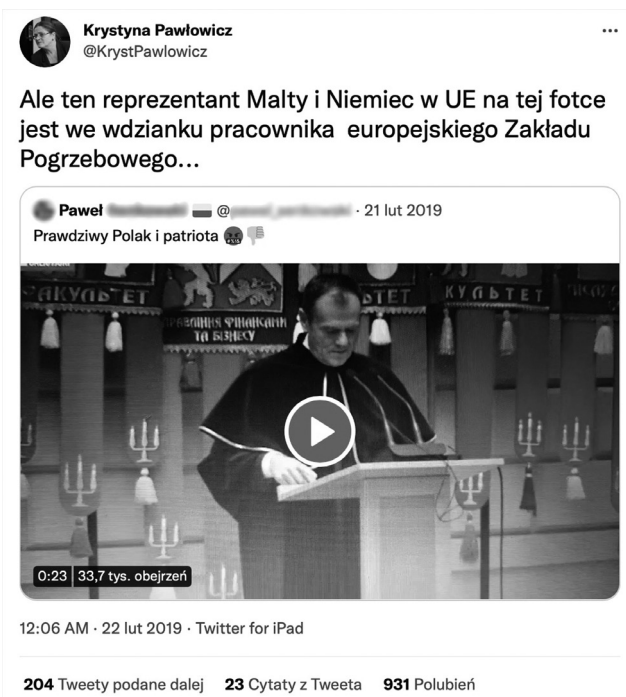 Krystyna Pawłowicz
@KrystPawlowicz
Ale ten reprezentant Malty i Niemiec w UE na tej fotce
jest we wdzianku pracownika europejskiego Zakładu
Pogrzebowego...
Paweł @ · 21 lut 2019
Prawdziwy Polak i patriota
ФАКУЛЬТЕТ
КУЛЬТЕТ
ФІНАНСАМИ
ТА БІЗНЕСУ
0:23 33,7 tys. obejrzeń
12:06 AM · 22 lut 2019 · Twitter for iPad
204 Tweety podane dalej 23 Cytaty z Tweeta 931 Polubień